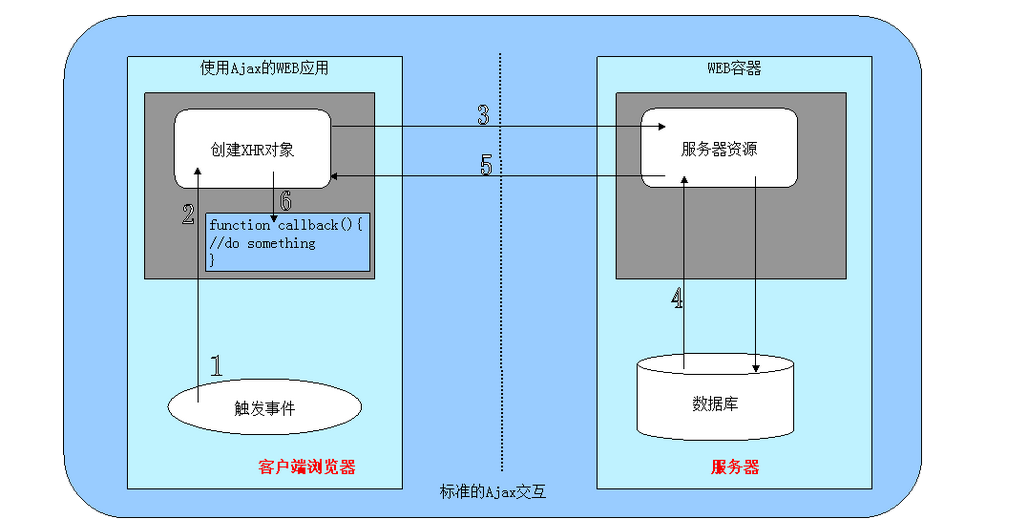 使用Ajax的WEB应用
WEB容器
创建XHR对象
3
服务器资源
5
2
6
function callback(){
//do something
}
4
1
触发事件
数据库
客户端浏览器
服务器
标准的Ajax交互